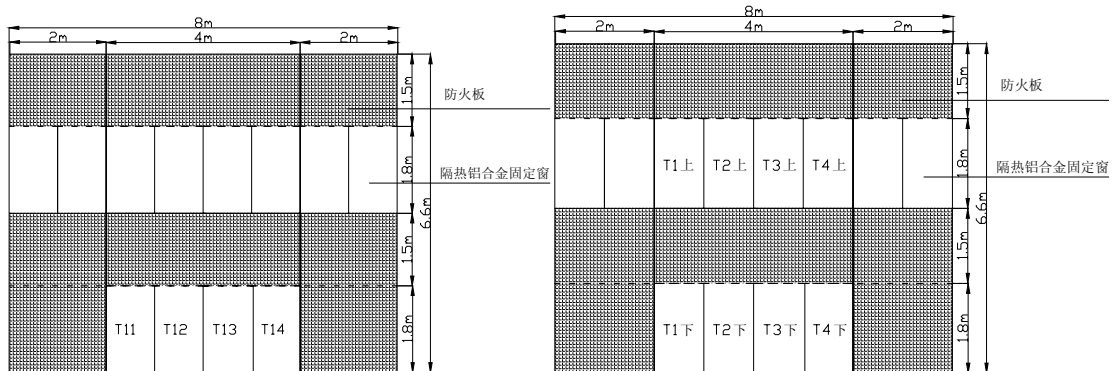 8m
2m
4m
2m
1.5m
防火板
1.8m
隔热铝合金固定窗
6.6m
1.5m
1.8m
T11
T12
T13
T14
8m
2m
4m
2m
1.5m
防火板
T1上
T2上
T3上
T4上
1.8m
隔热铝合金固定窗
6.6m
1.5m
T1下
T2下
T3下
T4下
1.8m